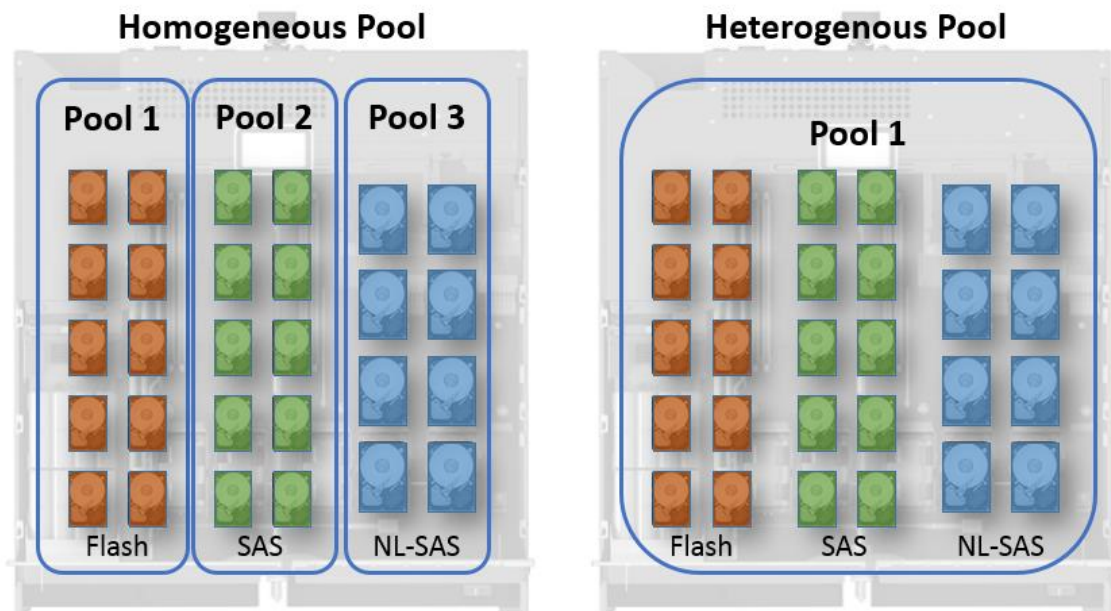 Homogeneous Pool
Pool 1
Pool 2
Pool 3
Flash
SAS
NL-SAS
Heterogenous Pool
Pool 1
Flash
SAS
NL-SAS